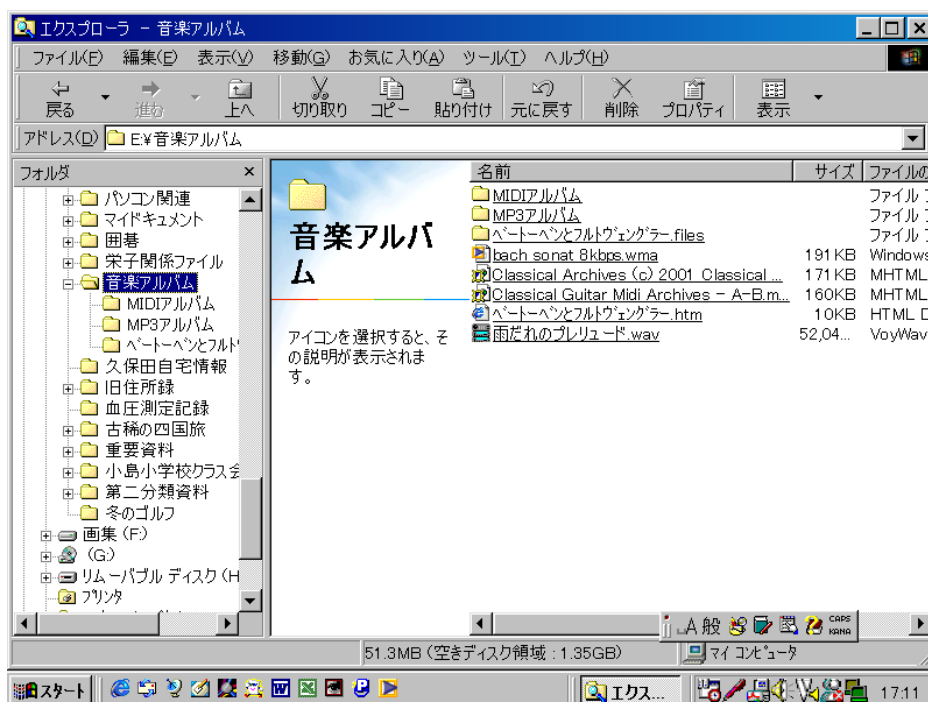 エクスプローラ － 音楽アルバム
ファイル(F) 編集(E) 表示(V) 移動(G) お気に入り(A) ツール(T) ヘルプ(H)
戻る 進む 上へ 切り取り コピー 貼り付け 元に戻す 削除 プロパティ 表示
アドレス(D) E:¥音楽アルバム
フォルダ ×
パソコン関連
マイドキュメント
囲碁
栄子関係ファイル
音楽アルバム
MIDIアルバム
MP3アルバム
ベートーベンとフルト
久保田自宅情報
旧住所録
血圧測定記録
古稀の四国旅
重要資料
小島小学校クラス会
第二分類資料
冬のゴルフ
画集 (F:)
(G:)
リムーバブル ディスク (H
プリンタ
音楽アルバ
ム
アイコンを選択すると、そ
の説明が表示されま
す。
名前 サイズ ファイルの
MIDIアルバム ファイル
MP3アルバム ファイル
ベートーベンとフルトヴェングラー.files ファイル
bach sonat 8kbps.wma 191KB Windows
Classical Archives (c) 2001 Classical ... 171KB MHTML
Classical Guitar Midi Archives - A-B.m... 160KB MHTML
ベートーベンとフルトヴェングラー.htm 10KB HTML D
雨だれのプレリュード.wav 52,04... VoyWav
A 般 CAPS
KANA
51.3MB (空きディスク領域 : 1.35GB) マイ コンピュータ
スタート エクス... 17:11